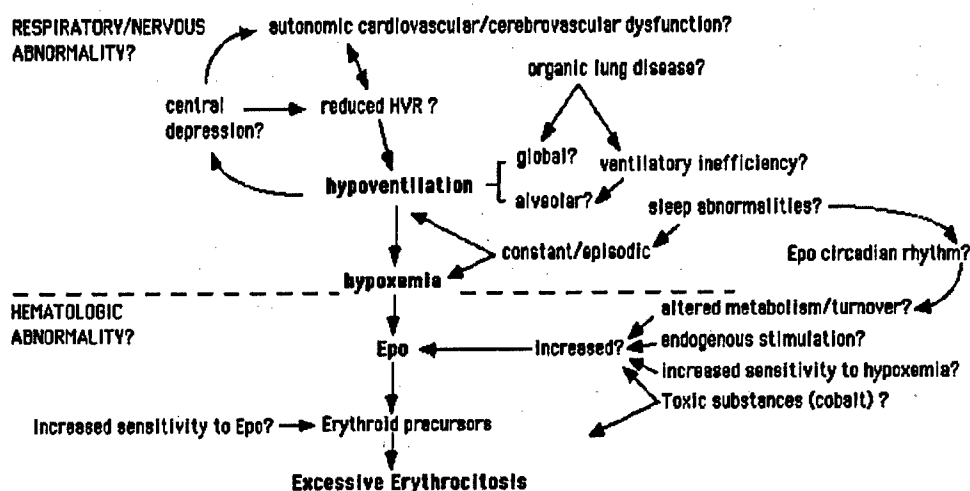 RESPIRATORY/NERVOUS
ABNORMALITY?
autonomic cardiovascular/cerebrovascular dysfunction?
organic lung disease?
central
depression?
reduced HVR ?
global?
ventilatory inefficiency?
hypoventilation
alveolar?
sleep abnormalities?
constant/episodic
Epo circadian rhythm?
hypoxemia
HEMATOLOGIC
ABNORMALITY?
altered metabolism/turnover?
Epo
increased?
endogenous stimulation?
increased sensitivity to hypoxemia?
Toxic substances (cobalt) ?
Increased sensitivity to Epo?
Erythroid precursors
Excessive Erythrocitosis